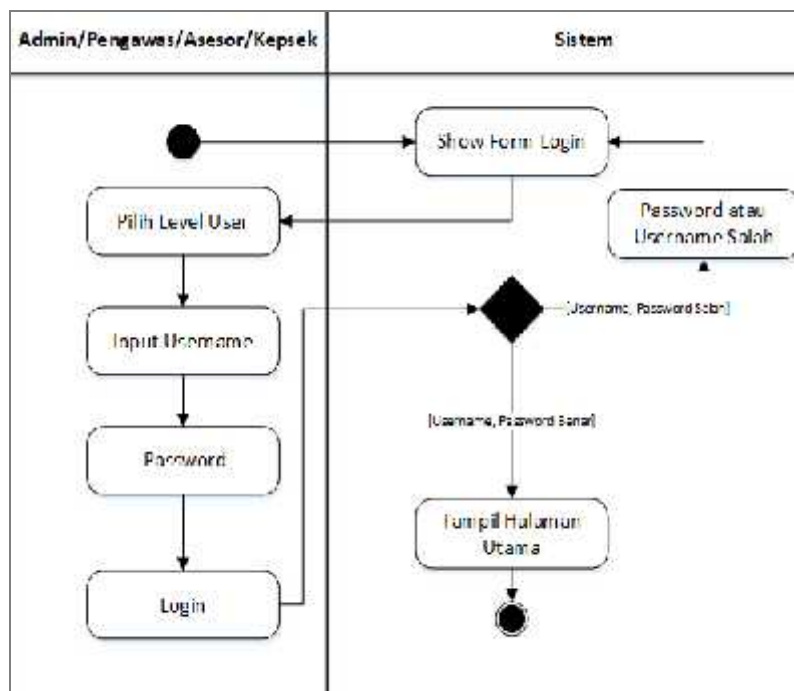 Admin/Pengawas/Asesor/Kepsek
Sistem
Show Form Login
Pilih Level User
Password atau
Username Salah
Input Username
[Username, Password Salah]
[Username, Password Benar]
Password
Tampil Halaman
Utama
Login